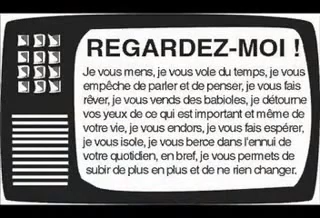 REGARDEZ-MOI !
Je vous mens, je vous vole du temps, je vous
empêche de parler et de penser, je vous fais
rêver, je vous vends des babioles, je détourne
vos yeux de ce qui est important et même de
votre vie, je vous endors, je vous fais espérer,
je vous isole, je vous berce dans l'ennui de
votre quotidien, en bref, je vous permets de
subir de plus en plus et de ne rien changer.